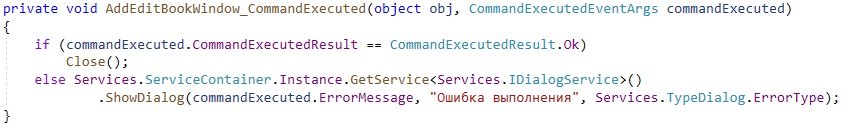 private void AddEditBookWindow_CommandExecuted(object obj, CommandExecutedEventArgs commandExecuted)
{
if (commandExecuted.CommandExecutedResult == CommandExecutedResult.Ok)
Close();
else Services.ServiceContainer.Instance.GetService<Services.IDialogService>()
.ShowDialog(commandExecuted.ErrorMessage, "Ошибка выполнения", Services.TypeDialog.ErrorType);
}